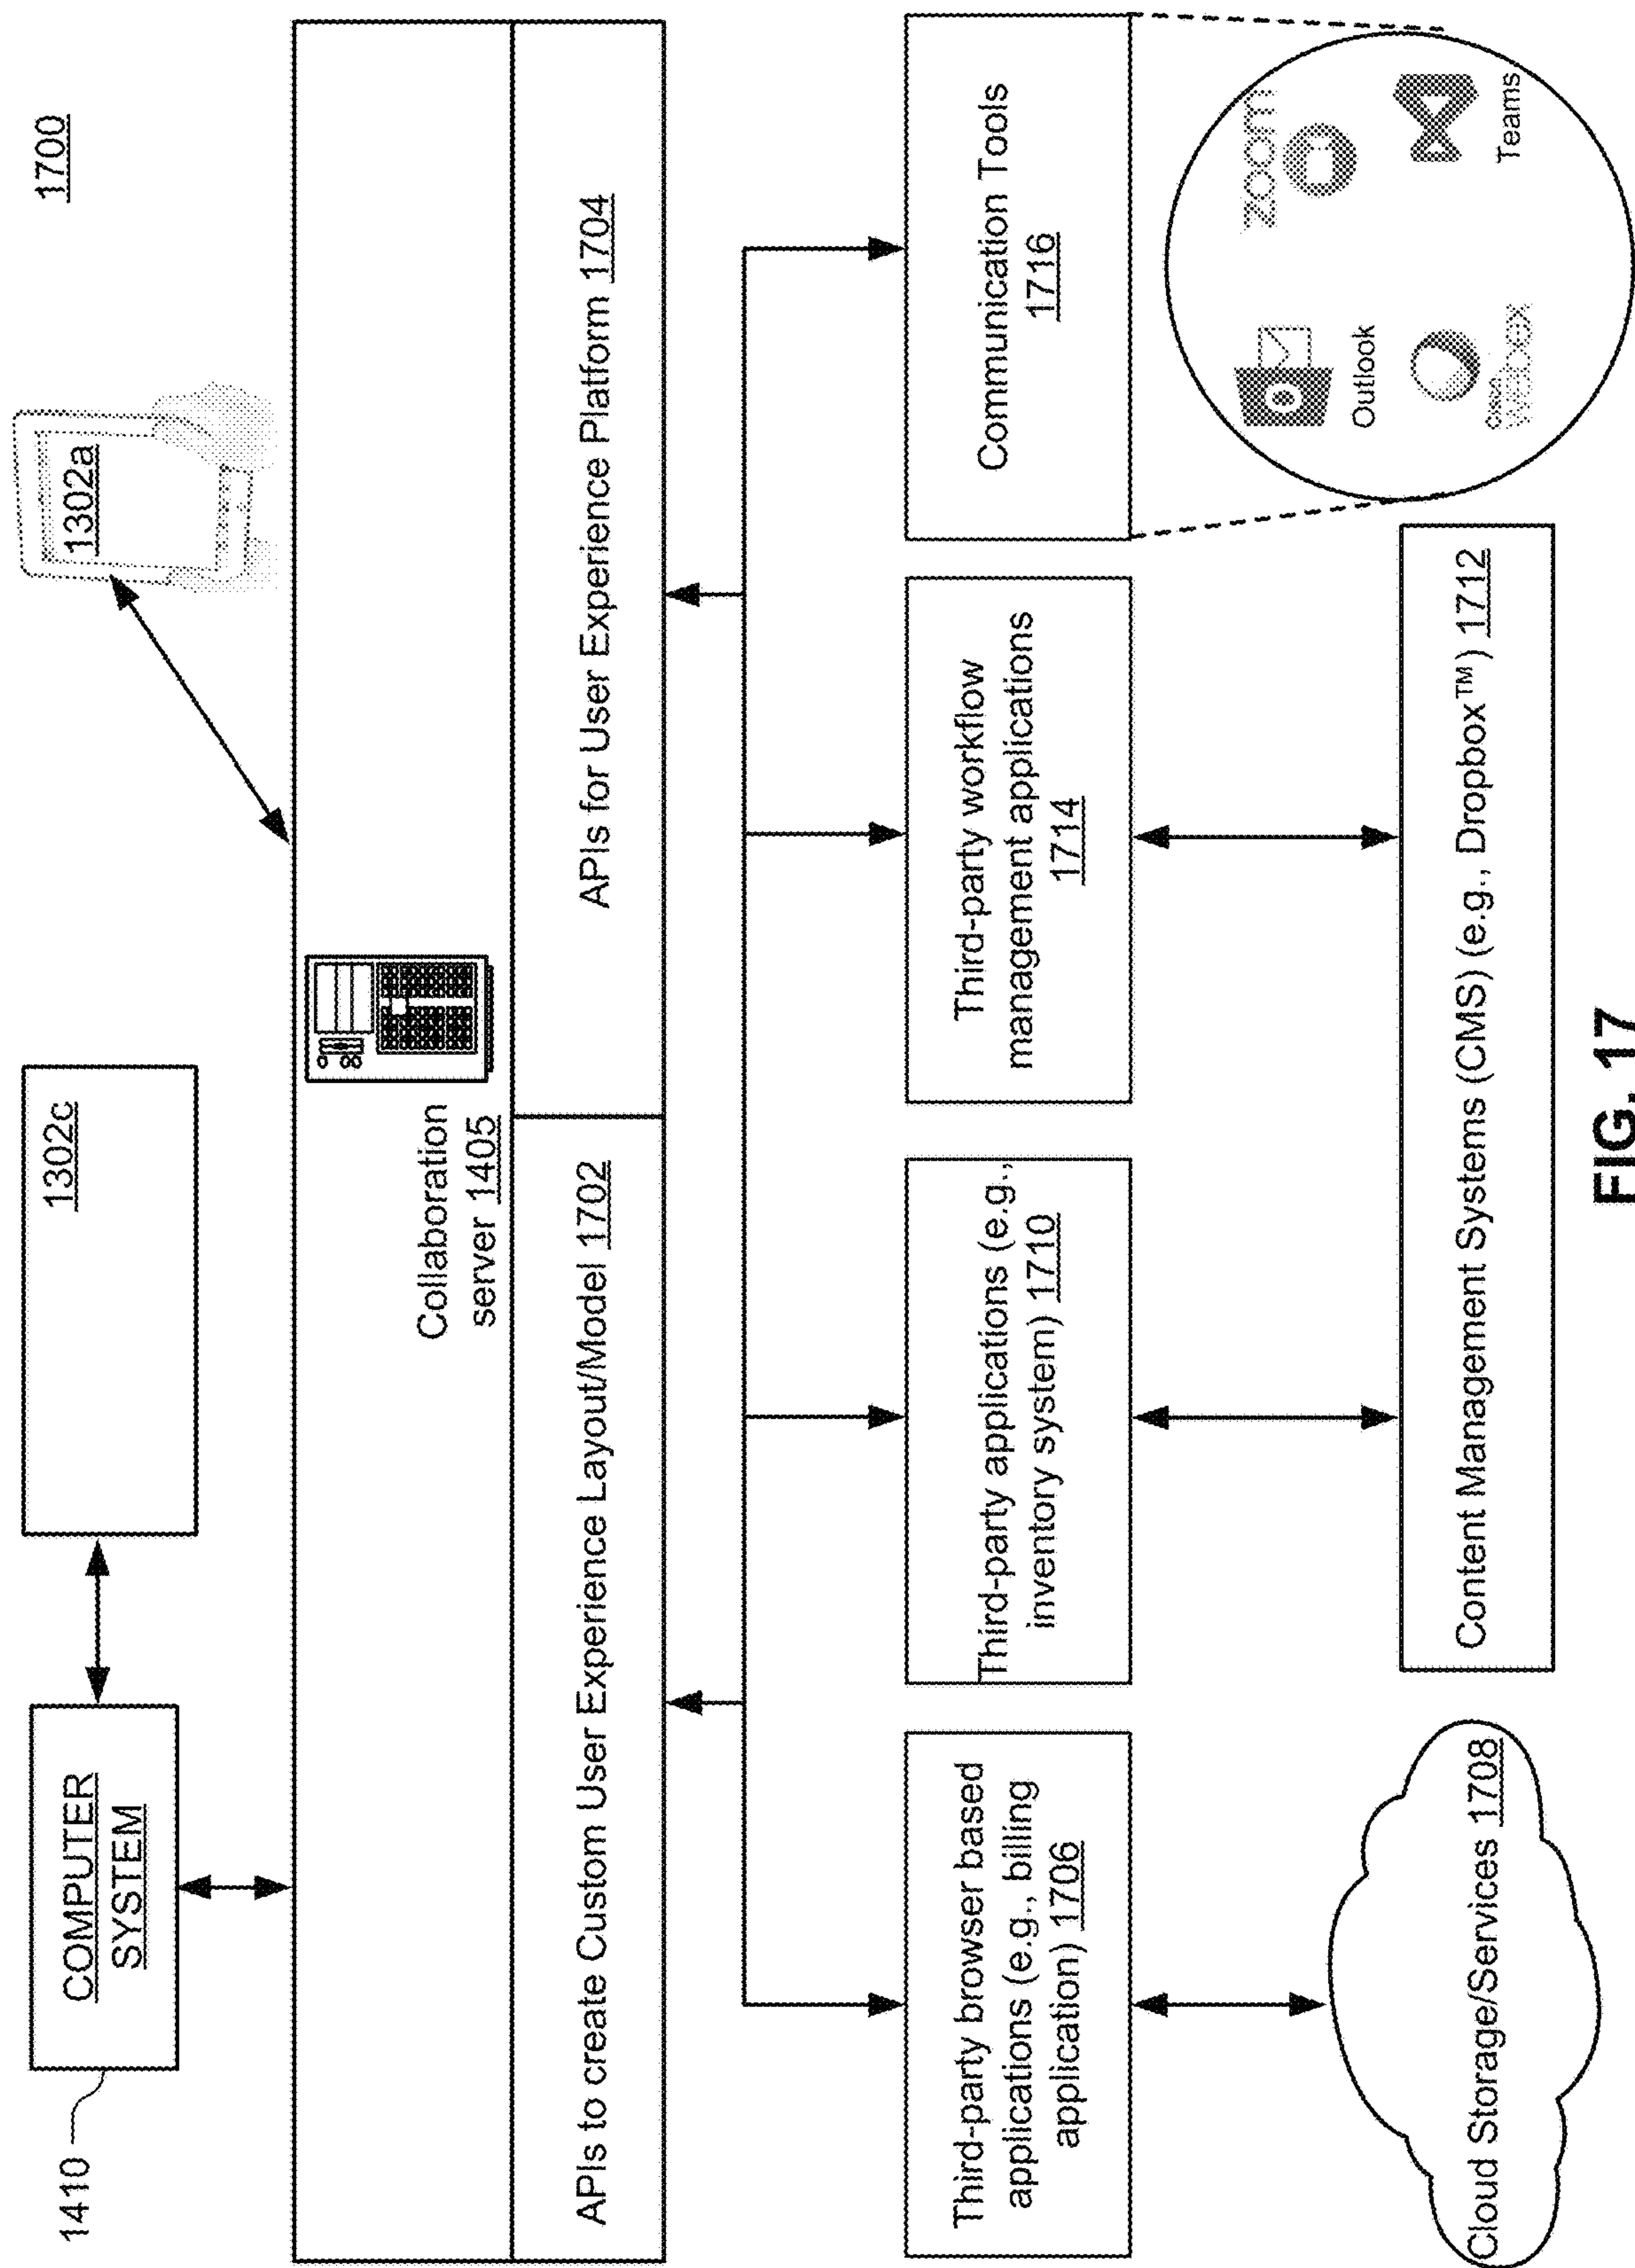 1700
1410
COMPUTER
SYSTEM
1302c
1302a
Collaboration
server 1405
APIs to create Custom User Experience Layout/Model 1702
APIs for User Experience Platform 1704
Third-party browser based
applications (e.g., billing
application) 1706
Third-party applications (e.g.,
inventory system) 1710
Third-party workflow
management applications
1714
Communication Tools
1716
Outlook
zoom
webex
Teams
Cloud Storage/Services 1708
Content Management Systems (CMS) (e.g., Dropbox™) 1712
FIG. 17